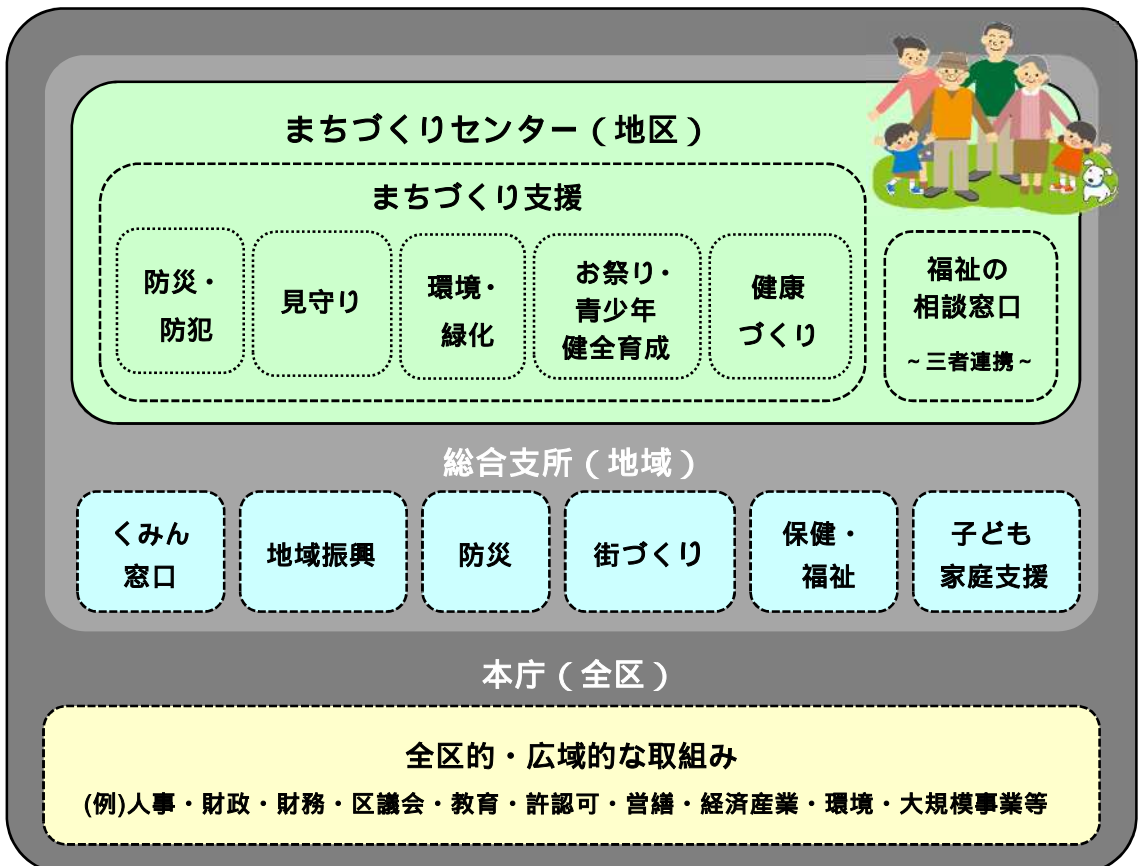 まちづくりセンター（地区）
まちづくり支援
防災・
防犯
見守り
環境・
緑化
お祭り・
青少年
健全育成
健康
づくり
福祉の
相談窓口
~三者連携~
総合支所（地域）
くみん
窓口
地域振興
防災
街づくり
保健・
福祉
子ども
家庭支援
本庁（全区）
全区的・広域的な取組み
(例)人事・財政・財務・区議会・教育・許認可・営繕・経済産業・環境・大規模事業等